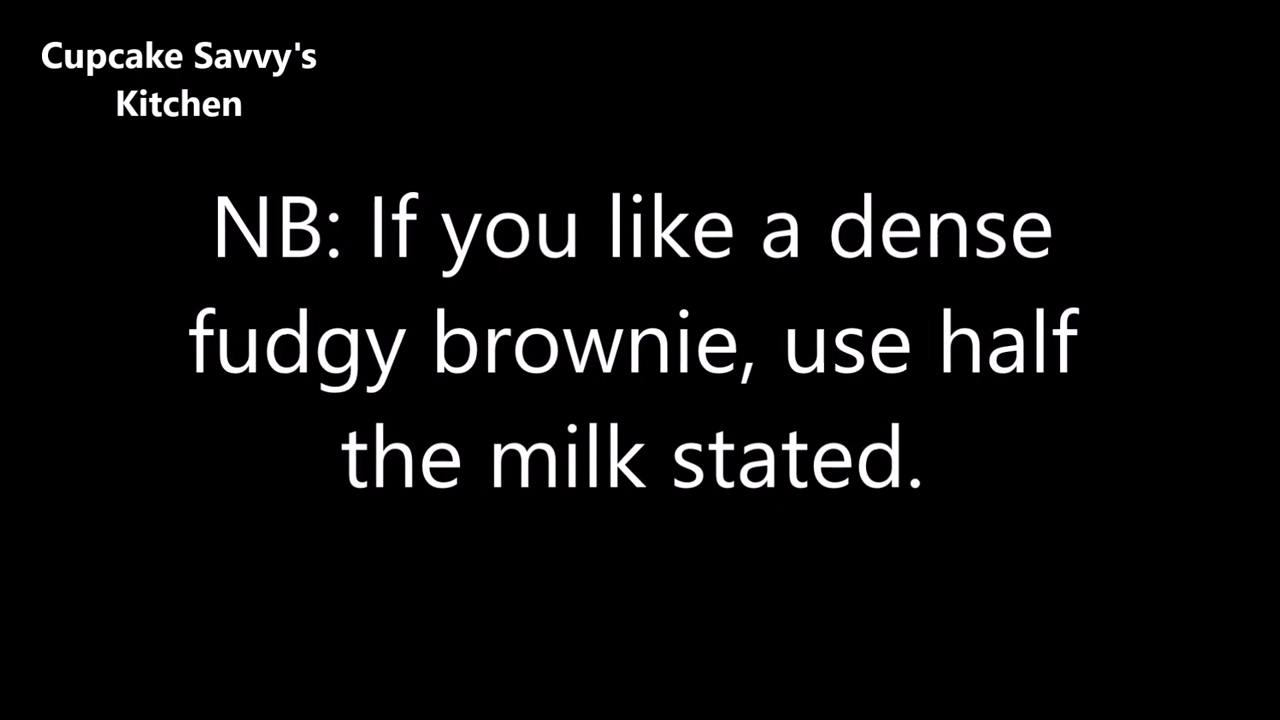 Cupcake Savvy's
Kitchen
NB: If you like a dense
fudgy brownie, use half
the milk stated.